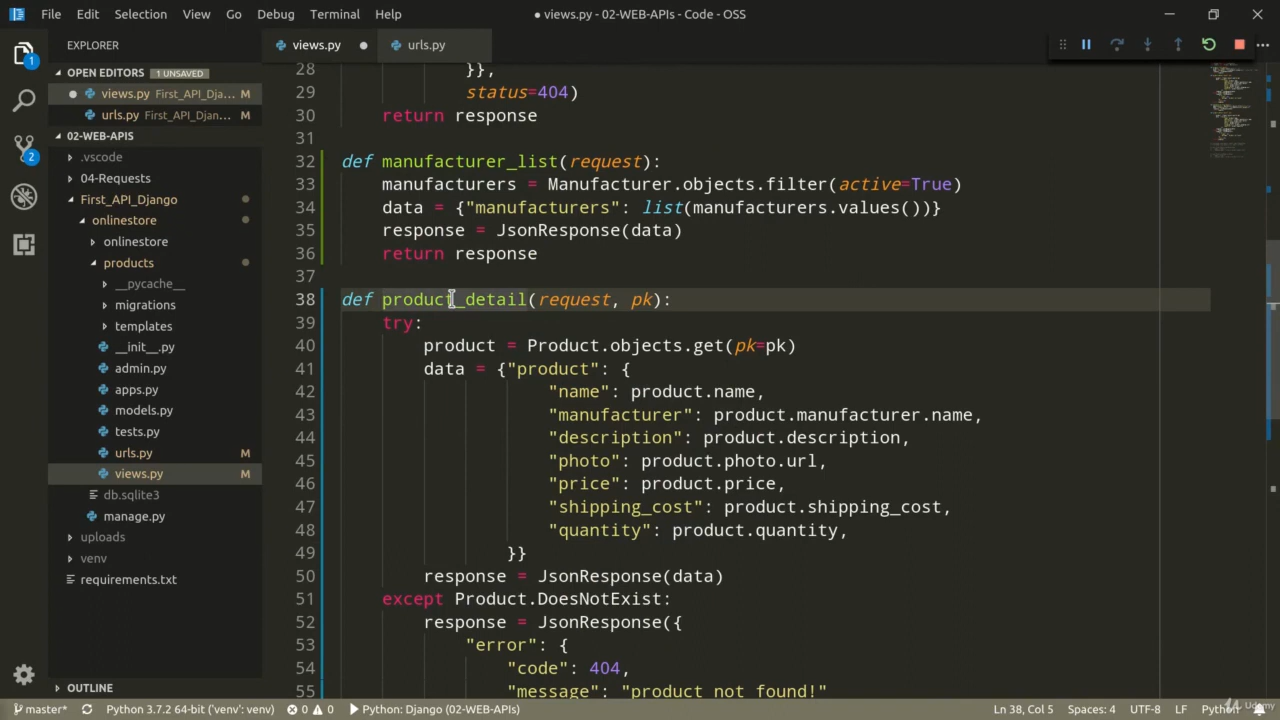 File Edit Selection View Go Debug Terminal Help
● views.py - 02-WEB-APIs - Code - OSS
EXPLORER
OPEN EDITORS 1 UNSAVED
views.py First_API_Dja... M
urls.py First_API_Djan... M
02-WEB-APIS
.vscode
04-Requests
First_API_Django
onlinestore
onlinestore
products
__pycache__
migrations
templates
__init__.py
admin.py
apps.py
models.py
tests.py
urls.py M
views.py M
db.sqlite3
manage.py
uploads
venv
requirements.txt
OUTLINE
1
2
views.py
urls.py
28 }},
29 status=404)
30 return response
31
32 def manufacturer_list(request):
33 manufacturers = Manufacturer.objects.filter(active=True)
34 data = {"manufacturers": list(manufacturers.values())}
35 response = JsonResponse(data)
36 return response
37
38 def product_detail(request, pk):
39 try:
40 product = Product.objects.get(pk=pk)
41 data = {"product": {
42 "name": product.name,
43 "manufacturer": product.manufacturer.name,
44 "description": product.description,
45 "photo": product.photo.url,
46 "price": product.price,
47 "shipping_cost": product.shipping_cost,
48 "quantity": product.quantity,
49 }}
50 response = JsonResponse(data)
51 except Product.DoesNotExist:
52 response = JsonResponse({
53 "error": {
54 "code": 404,
55 "message": "product not found!"
master* Python 3.7.2 64-bit ('venv': venv) 0 0 Python: Django (02-WEB-APIs) Ln 38, Col 5 Spaces: 4 UTF-8 LF Python
Udemy